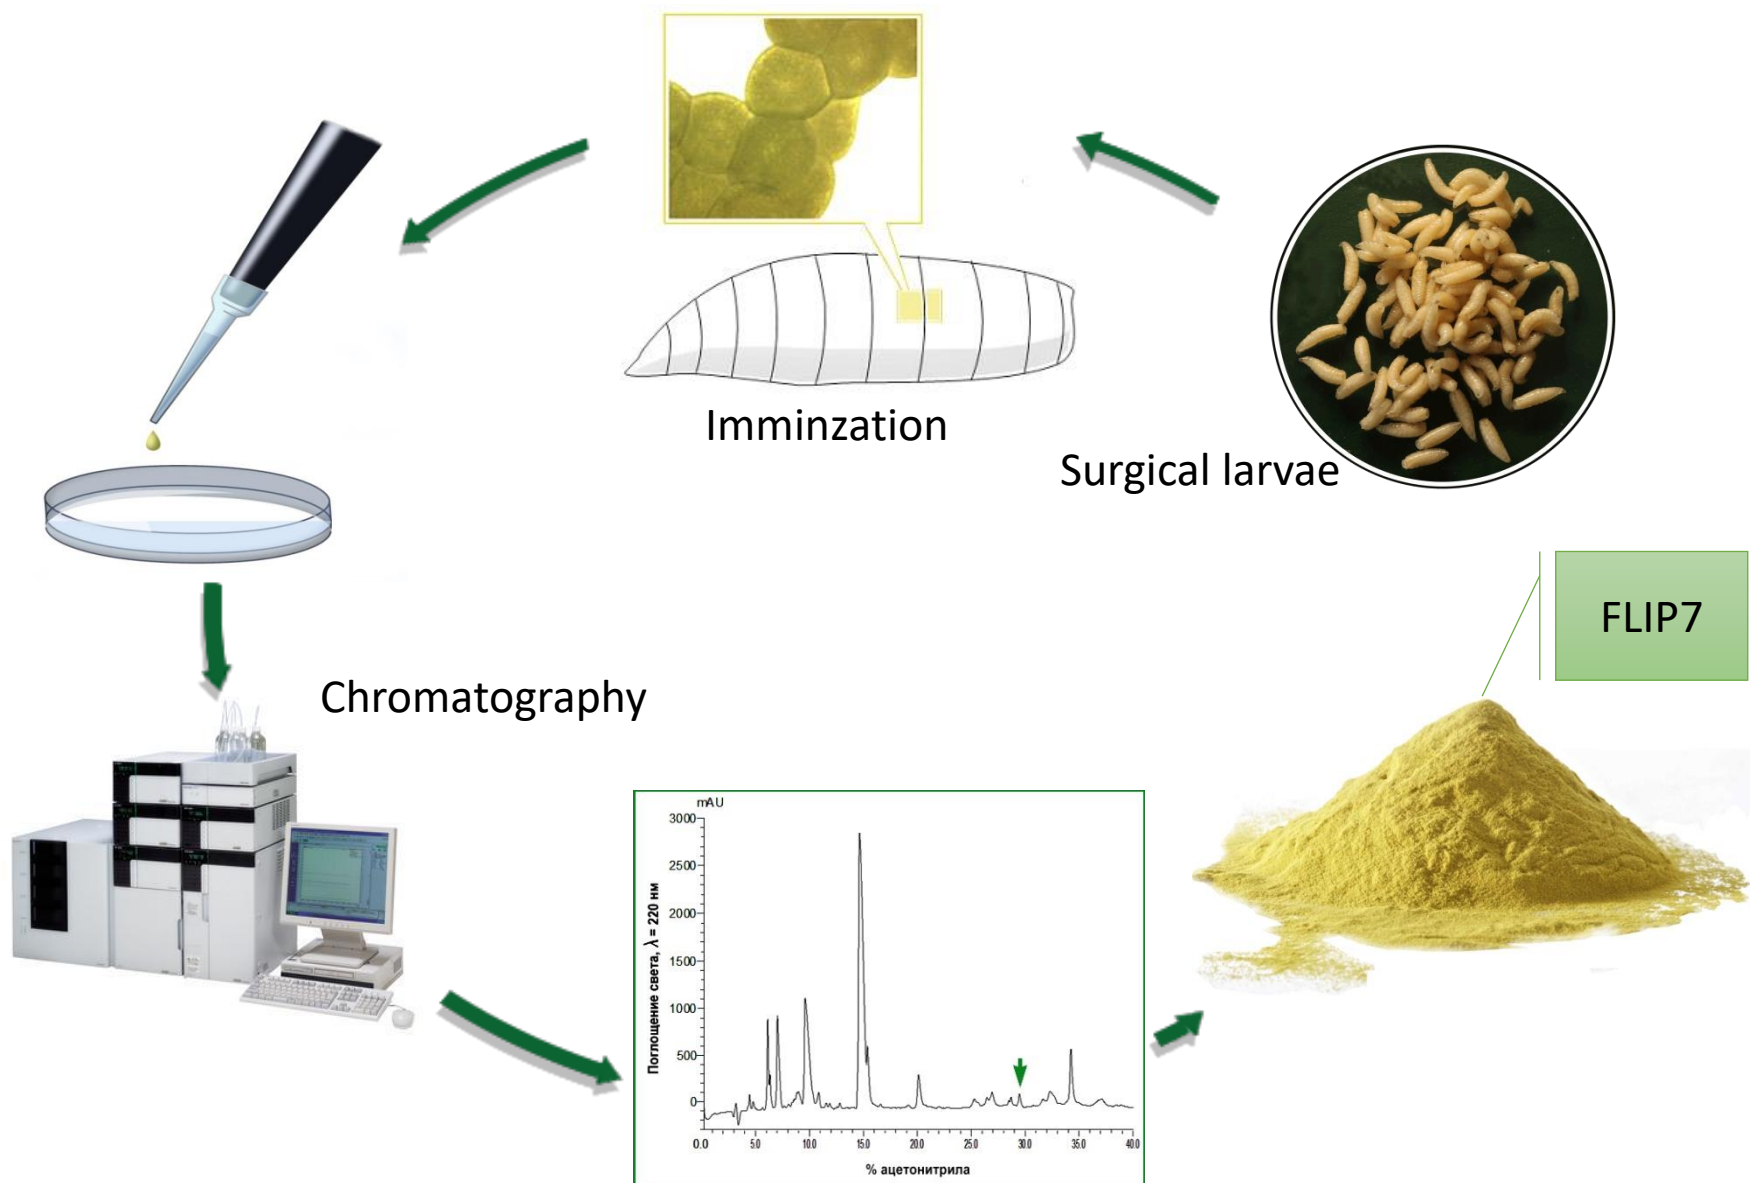 Imminzation
Surgical larvae
FLIP7
Chromatography
mAU
3000
2500
2000
1500
1000
500
0
Поглощение света, λ = 220 нм
0.0 5.0 10.0 15.0 20.0 25.0 30.0 35.0 40.0
% ацетонитрила